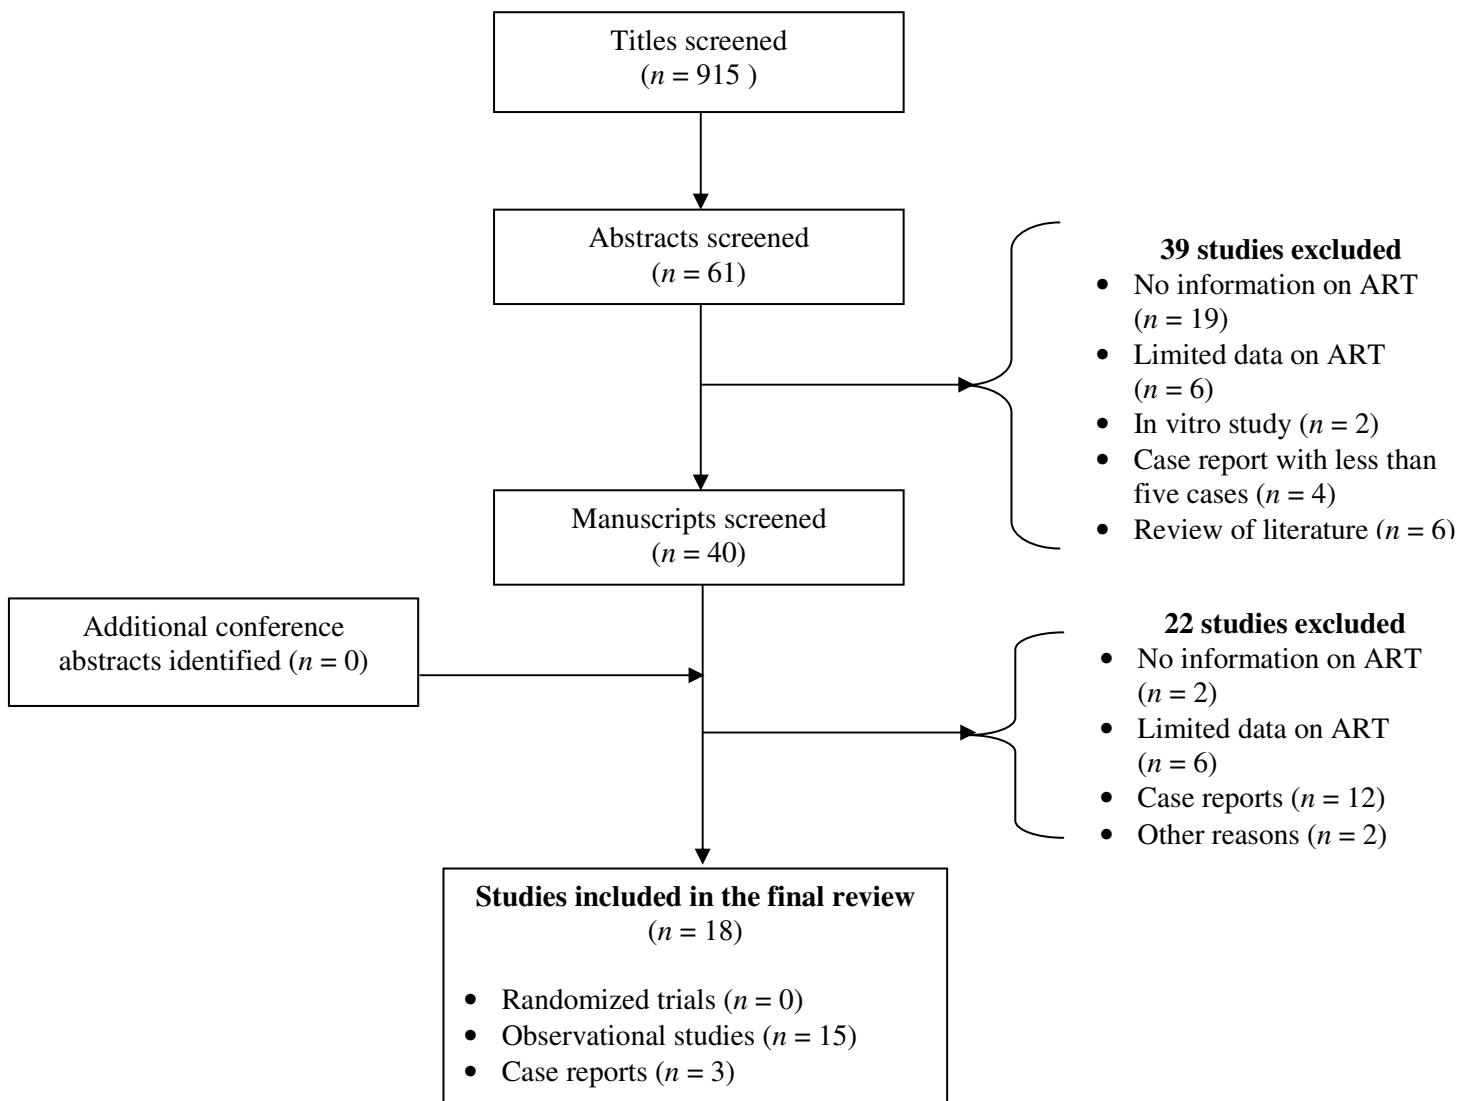 Titles screened
(n = 915 )
Abstracts screened
(n = 61)
39 studies excluded
• No information on ART
(n = 19)
• Limited data on ART
(n = 6)
• In vitro study (n = 2)
• Case report with less than
five cases (n = 4)
• Review of literature (n = 6)
Manuscripts screened
(n = 40)
Additional conference
abstracts identified (n = 0)
22 studies excluded
• No information on ART
(n = 2)
• Limited data on ART
(n = 6)
• Case reports (n = 12)
• Other reasons (n = 2)
Studies included in the final review
(n = 18)
• Randomized trials (n = 0)
• Observational studies (n = 15)
• Case reports (n = 3)